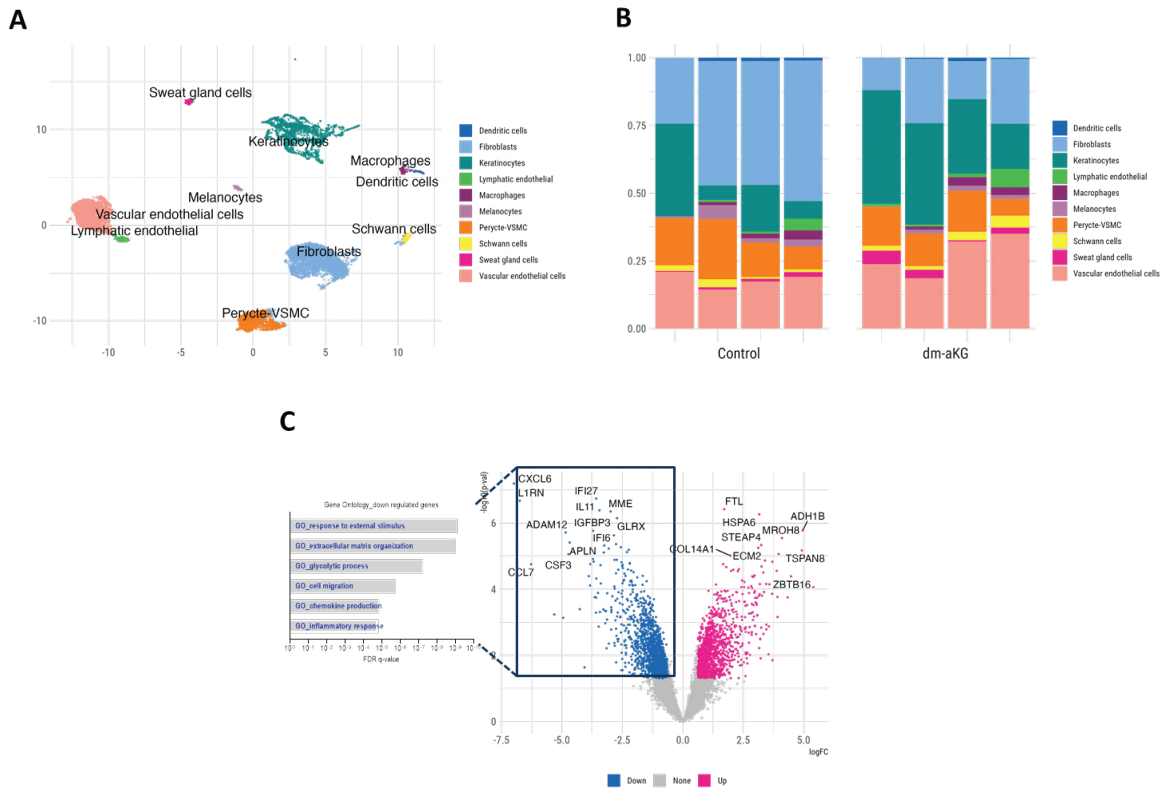 A
B
Sweat gland cells
Keratinocytes
Macrophages
Dendritic cells
Melanocytes
Vascular endothelial cells
Lymphatic endothelial
Schwann cells
Fibroblasts
Perycte-VSMC
10
0
-10
-10
-5
0
5
10
Dendritic cells
Fibroblasts
Keratinocytes
Lymphatic endothelial
Macrophages
Melanocytes
Perycte-VSMC
Schwann cells
Sweat gland cells
Vascular endothelial cells
1.00
0.75
0.50
0.25
0.00
Control
dm-aKG
Dendritic cells
Fibroblasts
Keratinocytes
Lymphatic endothelial
Macrophages
Melanocytes
Perycte-VSMC
Schwann cells
Sweat gland cells
Vascular endothelial cells
C
Gene Ontology_down regulated genes
GO_response to external stimulus
GO_extracellular matrix organization
GO_glycolytic process
GO_cell migration
GO_chemokine production
GO_inflammatory response
FDR q-value
CXCL6
L1RN
IFI27
IL11
MME
ADAM12
IGFBP3
GLRX
IFI6
APLN
CSF3
CCL7
FTL
HSPA6
ADH1B
MROH8
STEAP4
COL14A1
ECM2
TSPAN8
ZBTB16
6
4
2
0
-7.5
-5.0
-2.5
0.0
2.5
5.0
logFC
Down
None
Up